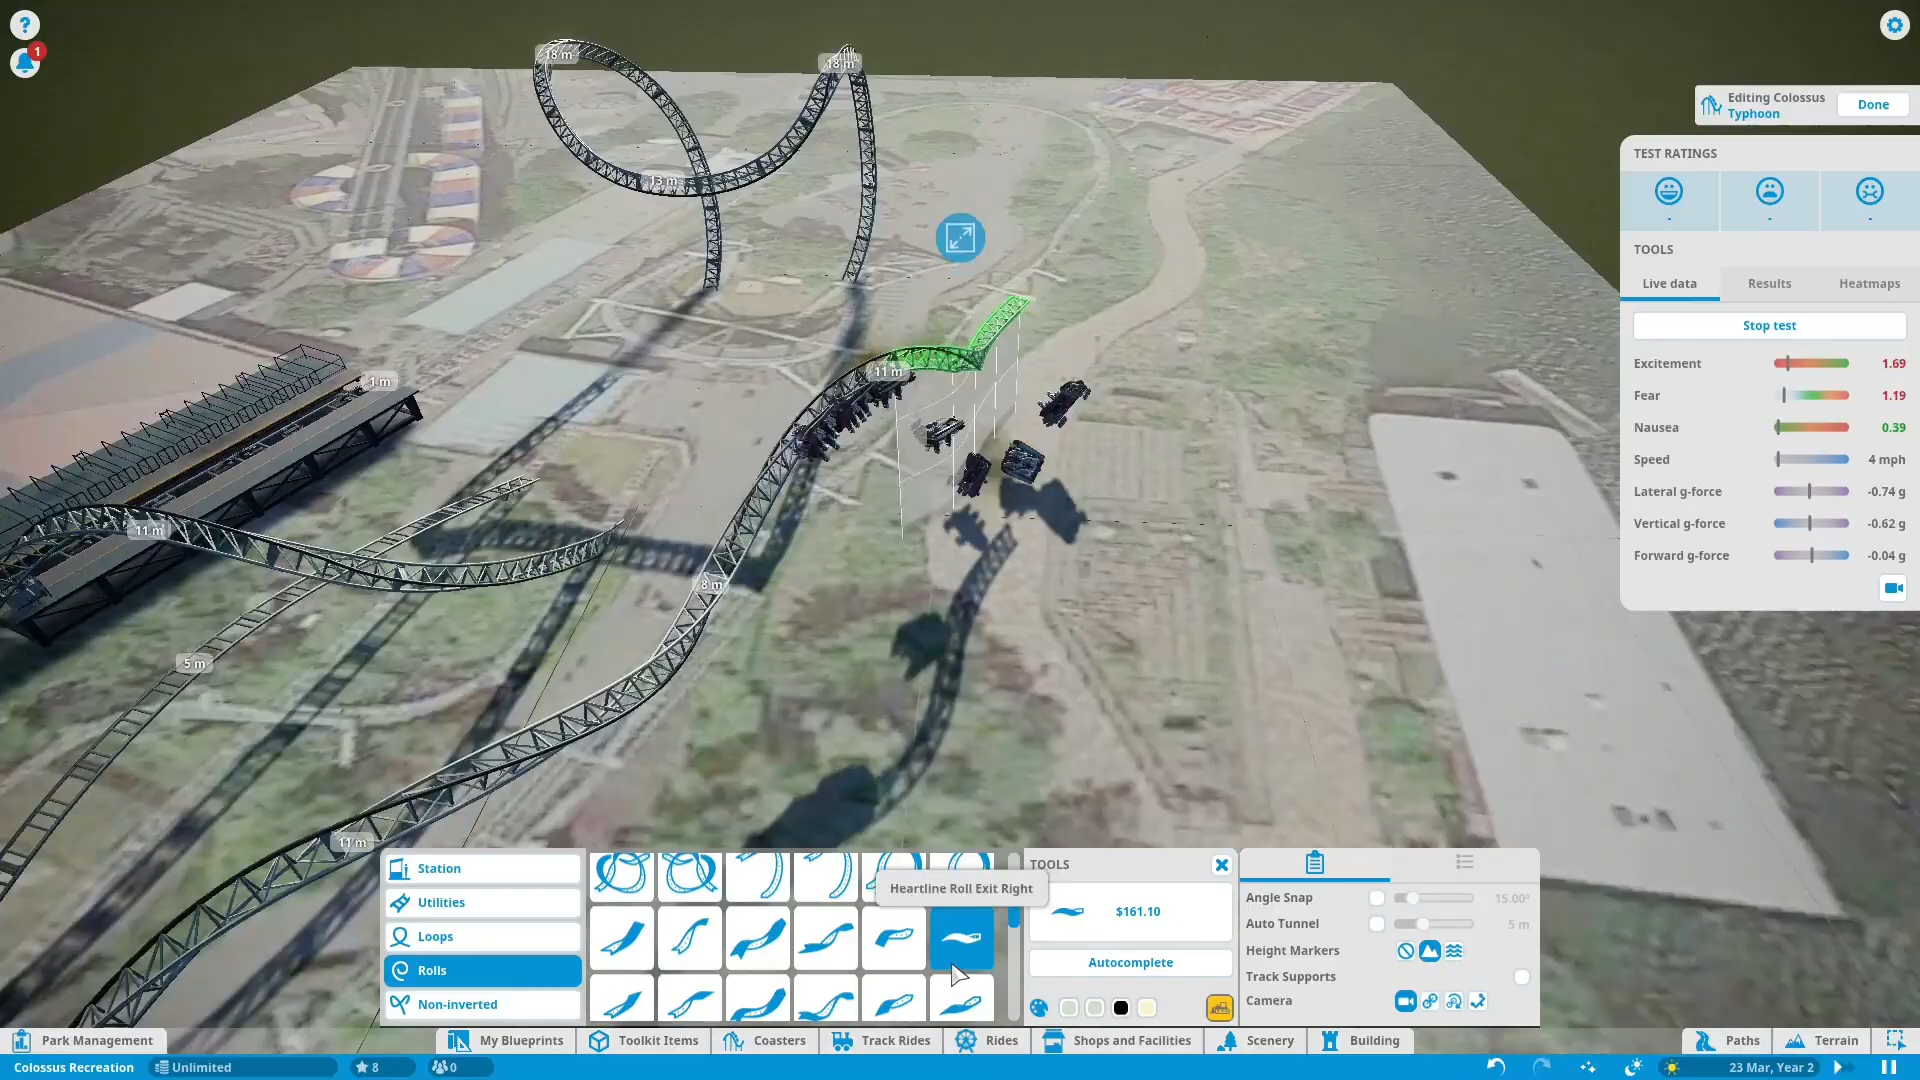 1
18 m
18 m
13 m
11 m
1 m
11 m
8 m
5 m
11 m
Editing Colossus
Typhoon
Done
TEST RATINGS
-
-
-
TOOLS
Live data
Results
Heatmaps
Stop test
Excitement
1.69
Fear
1.19
Nausea
0.39
Speed
4 mph
Lateral g-force
-0.74 g
Vertical g-force
-0.62 g
Forward g-force
-0.04 g
Station
Utilities
Loops
Rolls
Non-inverted
Heartline Roll Exit Right
TOOLS
$161.10
Autocomplete
Angle Snap
15.00°
Auto Tunnel
5 m
Height Markers
Track Supports
Camera
Park Management
My Blueprints
Toolkit Items
Coasters
Track Rides
Rides
Shops and Facilities
Scenery
Building
Paths
Terrain
Colossus Recreation
Unlimited
8
0
23 Mar, Year 2